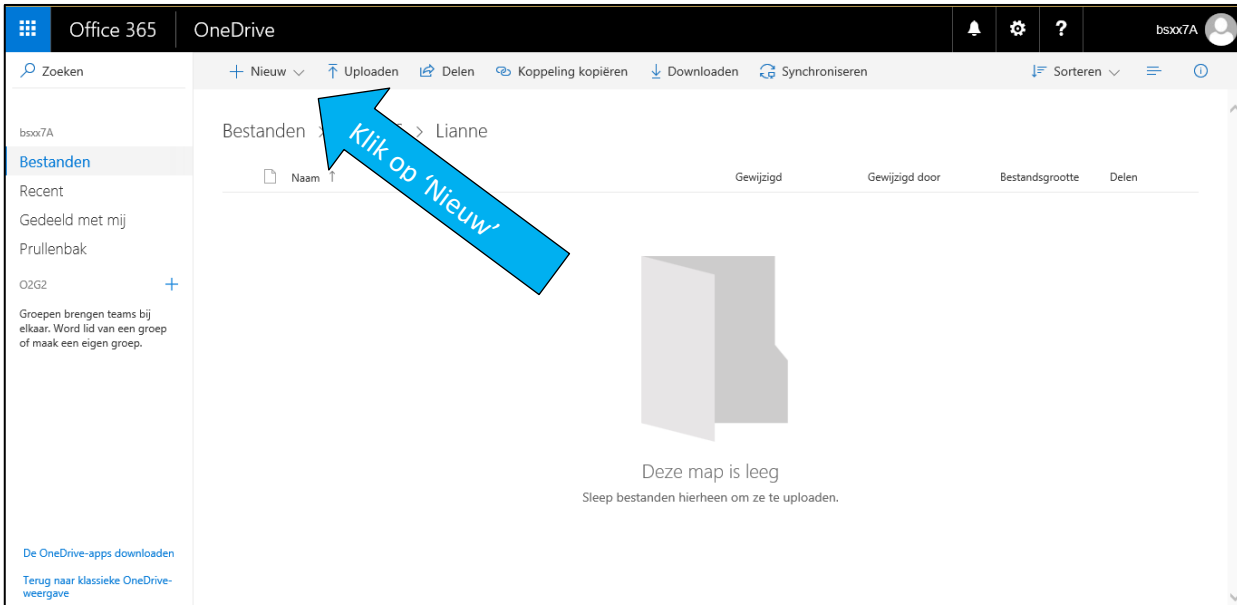 Office 365 OneDrive ? bsxx7A
Zoeken
+ Nieuw Uploaden Delen Koppeling kopiëren Downloaden Synchroniseren Sorteren
bsxx7A
Bestanden
Recent
Gedeeld met mij
Prullenbak
O2G2 +
Groepen brengen teams bij
elkaar. Word lid van een groep
of maak een eigen groep.
De OneDrive-apps downloaden
Terug naar klassieke OneDrive-
weergave
Bestanden > > Lianne
Klik op ‘Nieuw’
Naam ↑ Gewijzigd Gewijzigd door Bestandsgrootte Delen
Deze map is leeg
Sleep bestanden hierheen om ze te uploaden.